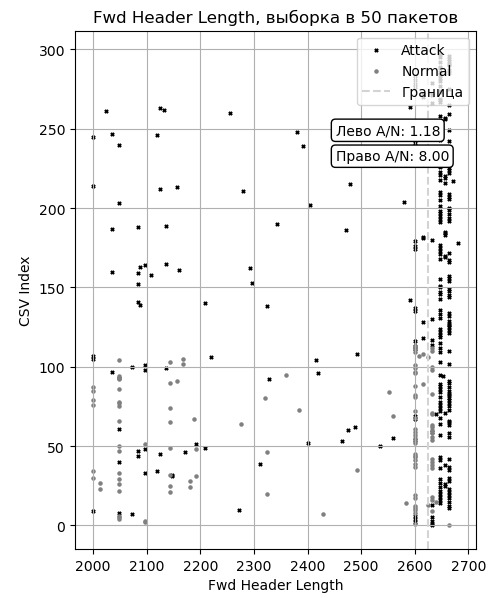 Fwd Header Length, выборка в 50 пакетов
300
250
200
150
100
50
0
CSV Index
Attack
Normal
Граница
Лево A/N: 1.18
Право A/N: 8.00
2000 2100 2200 2300 2400 2500 2600 2700
Fwd Header Length